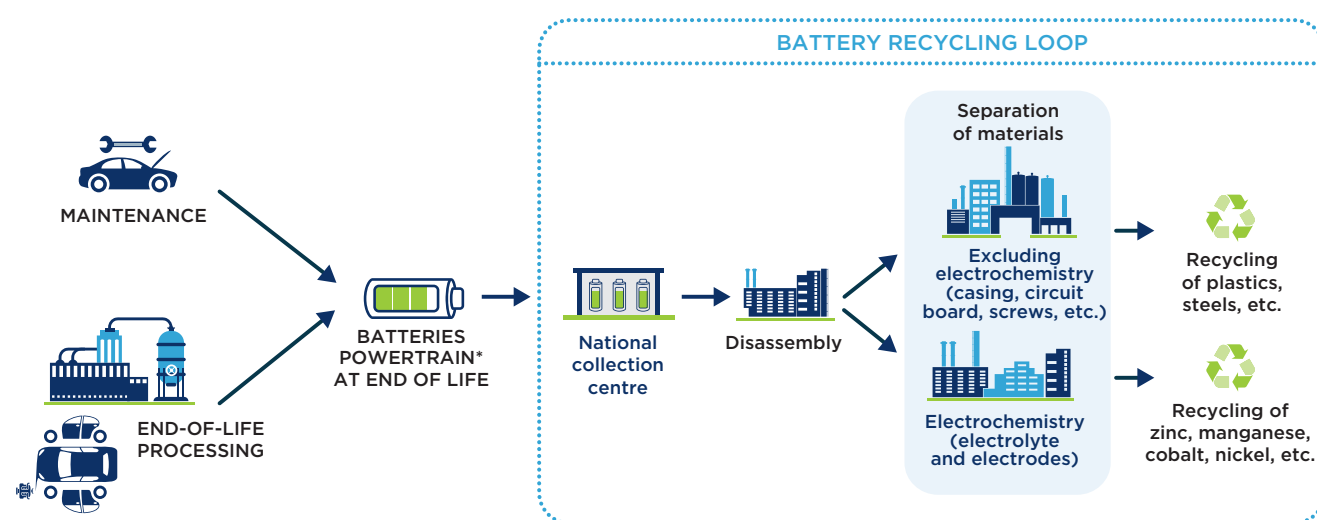 BATTERY RECYCLING LOOP
MAINTENANCE
END-OF-LIFE
PROCESSING
BATTERIES
POWERTRAIN*
AT END OF LIFE
National
collection
centre
Disassembly
Separation
of materials
Excluding
electrochemistry
(casing, circuit
board, screws, etc.)
Electrochemistry
(electrolyte
and electrodes)
Recycling
of plastics,
steels, etc.
Recycling of
zinc, manganese,
cobalt, nickel, etc.